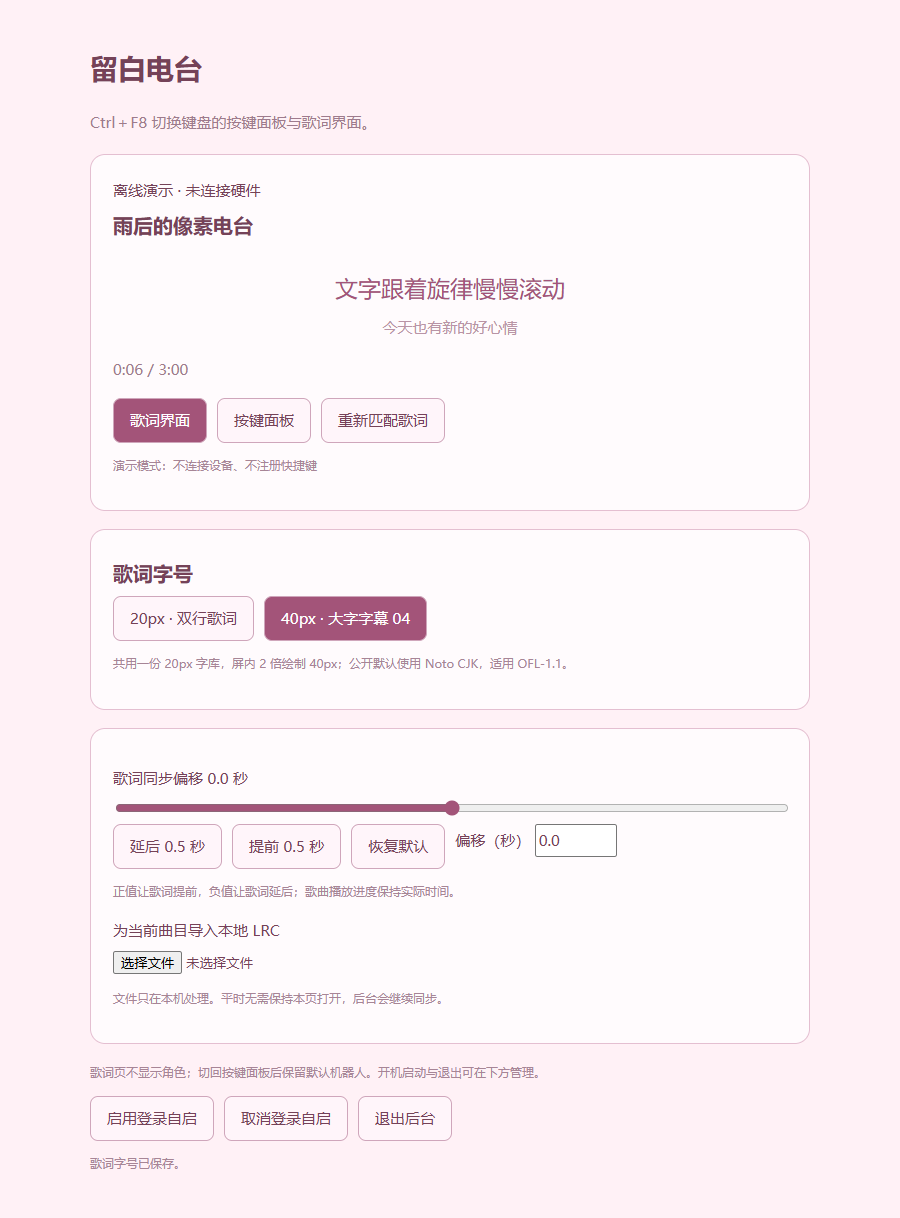 留白电台
Ctrl + F8 切换键盘的按键面板与歌词界面。
离线演示 · 未连接硬件
雨后的像素电台
文字跟着旋律慢慢滚动
今天也有新的好心情
0:06 / 3:00
歌词界面 按键面板 重新匹配歌词
演示模式：不连接设备、不注册快捷键
歌词字号
20px · 双行歌词 40px · 大字字幕 04
共用一份 20px 字库，屏内 2 倍绘制 40px；公开默认使用 Noto CJK，适用 OFL-1.1。
歌词同步偏移 0.0 秒
延后 0.5 秒 提前 0.5 秒 恢复默认 偏移（秒） 0.0
正值让歌词提前，负值让歌词延后；歌曲播放进度保持实际时间。
为当前曲目导入本地 LRC
选择文件 未选择文件
文件只在本机处理。平时无需保持本页打开，后台会继续同步。
歌词页不显示角色；切回按键面板后保留默认机器人。开机启动与退出可在下方管理。
启用登录自启 取消登录自启 退出后台
歌词字号已保存。